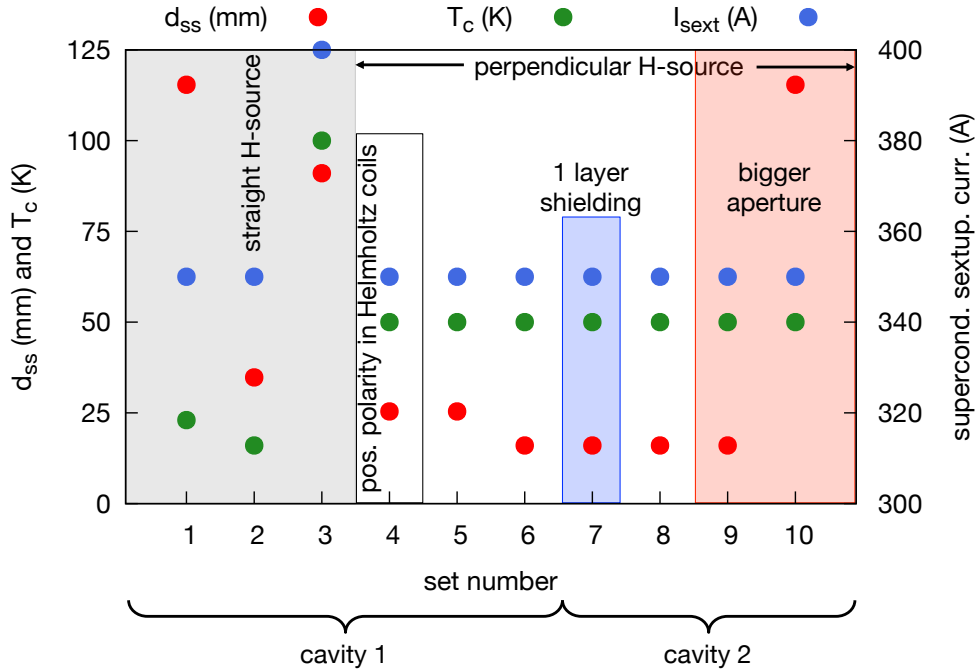 d_ss (mm) T_c (K) I_sext (A)
125
100
75
50
25
0
d_ss (mm) and T_c (K)
400
380
360
340
320
300
supercond. sextup. curr. (A)
perpendicular H-source
straight H-source
pos. polarity in Helmholtz coils
1 layer
shielding
bigger
aperture
1 2 3 4 5 6 7 8 9 10
set number
cavity 1 cavity 2